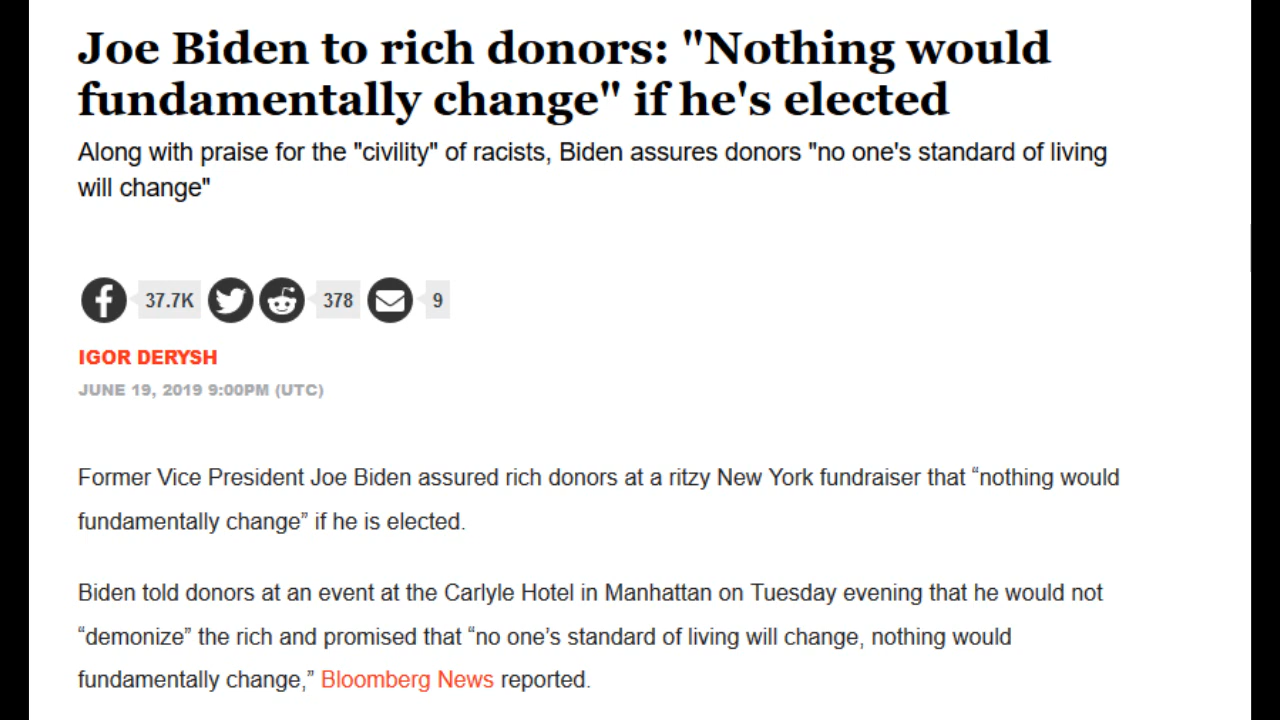 Joe Biden to rich donors: "Nothing would
fundamentally change" if he's elected
Along with praise for the "civility" of racists, Biden assures donors "no one's standard of living
will change"
37.7K 378 9
IGOR DERYSH
JUNE 19, 2019 9:00PM (UTC)
Former Vice President Joe Biden assured rich donors at a ritzy New York fundraiser that “nothing would
fundamentally change” if he is elected.
Biden told donors at an event at the Carlyle Hotel in Manhattan on Tuesday evening that he would not
“demonize” the rich and promised that “no one’s standard of living will change, nothing would
fundamentally change,” Bloomberg News reported.